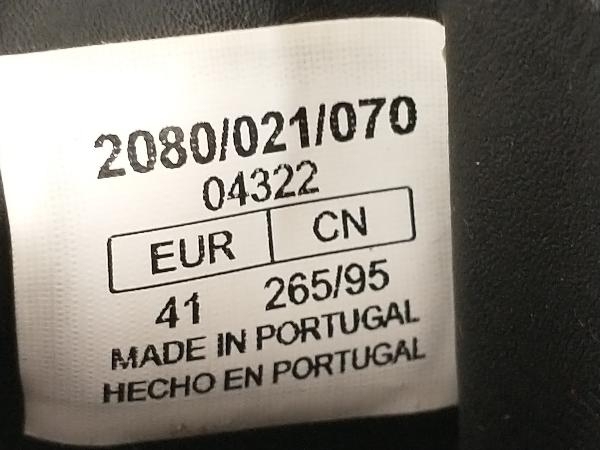 2080/021/070
04322
EUR CN
41 265/95
MADE IN PORTUGAL
HECHO EN PORTUGAL